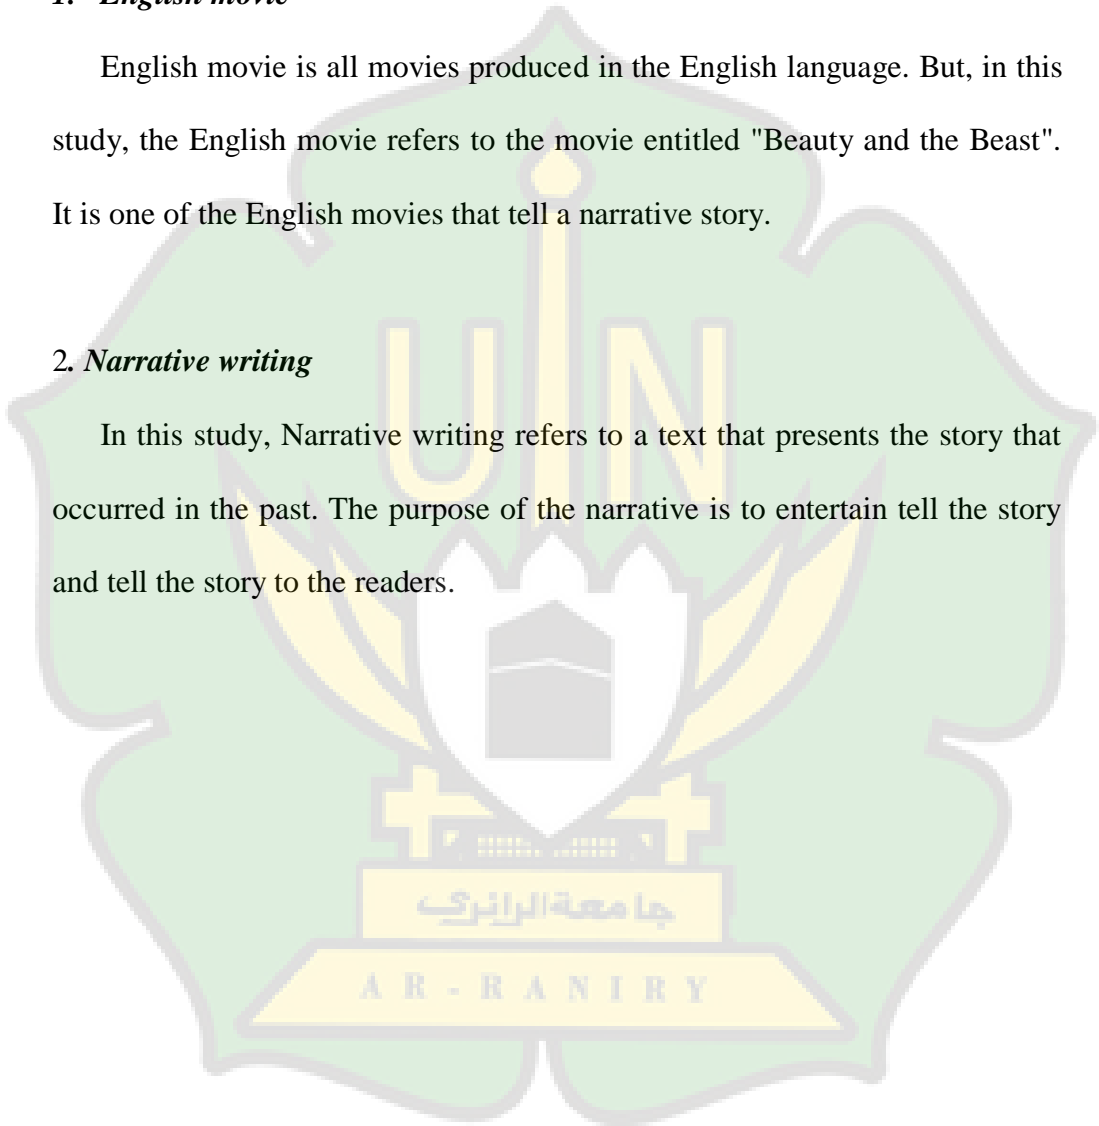 1. English movie
English movie is all movies produced in the English language. But, in this
study, the English movie refers to the movie entitled "Beauty and the Beast".
It is one of the English movies that tell a narrative story.
2. Narrative writing
In this study, Narrative writing refers to a text that presents the story that
occurred in the past. The purpose of the narrative is to entertain tell the story
and tell the story to the readers.
UIN
جامعة الرانري
AR-RANIRY